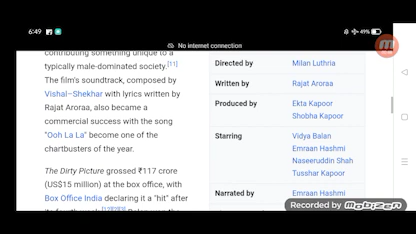 6:49
49%
No internet connection
contributing something unique to a
typically male-dominated society.[11]
The film's soundtrack, composed by
Vishal–Shekhar with lyrics written by
Rajat Aroraa, also became a
commercial success with the song
"Ooh La La" become one of the
chartbusters of the year.
The Dirty Picture grossed ₹117 crore
(US$15 million) at the box office, with
Box Office India declaring it a "hit" after
Directed by
Milan Luthria
Written by
Rajat Aroraa
Produced by
Ekta Kapoor
Shobha Kapoor
Starring
Vidya Balan
Emraan Hashmi
Naseeruddin Shah
Tusshar Kapoor
Narrated by
Emraan Hashmi
Recorded by Mobizen